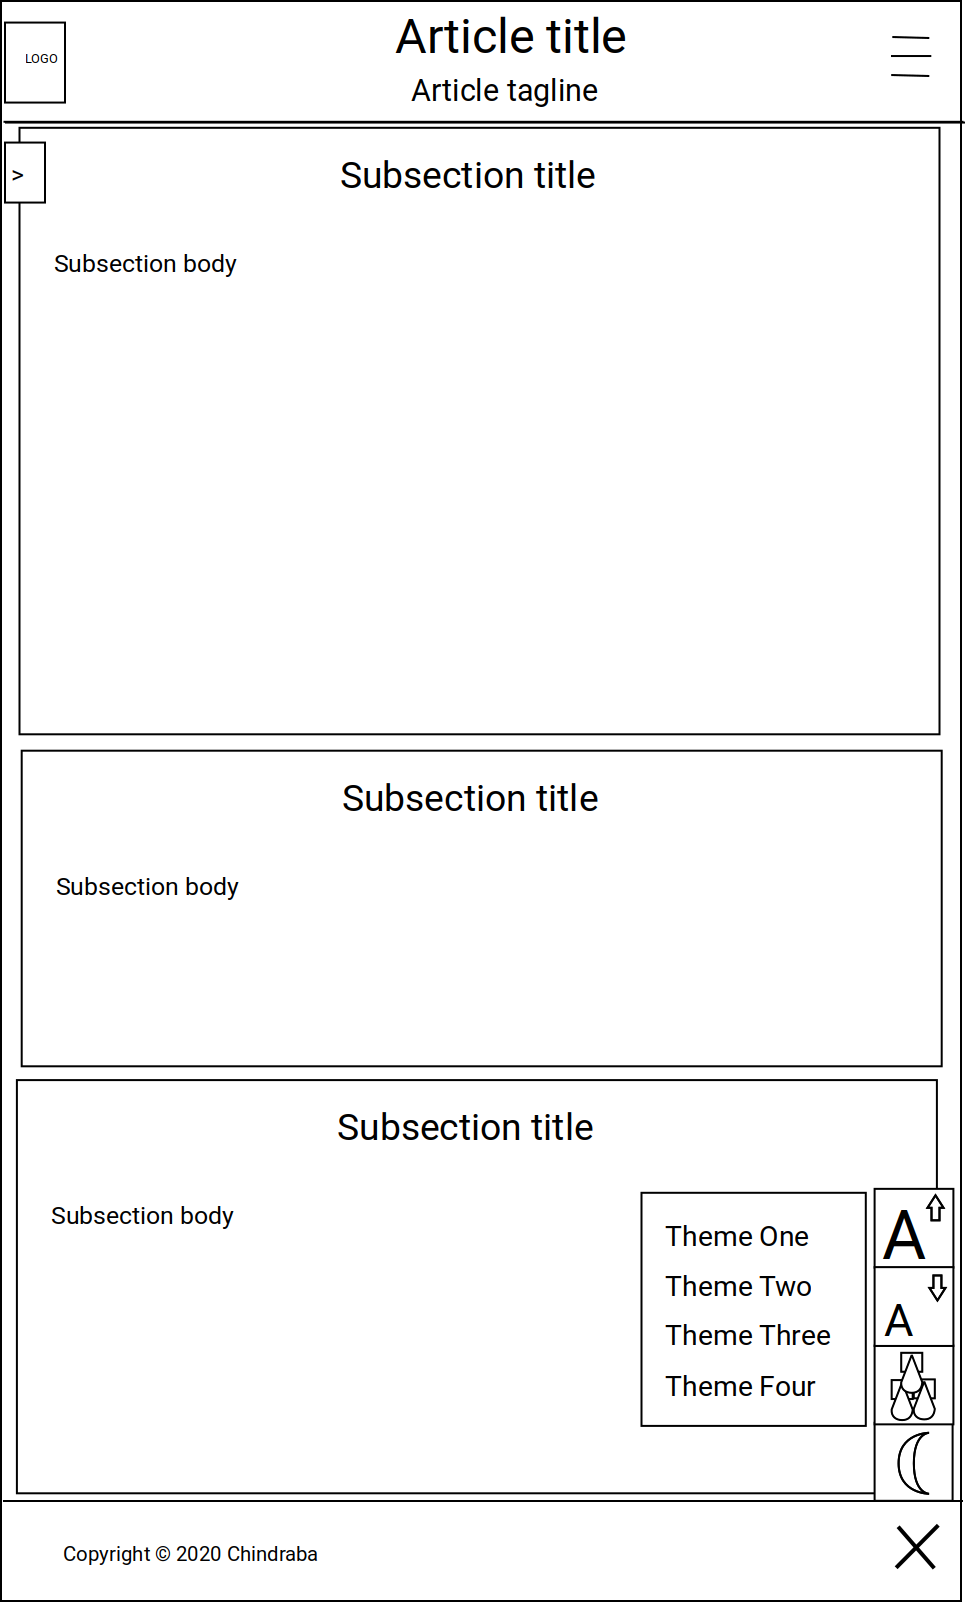 LOGO
Article title
Article tagline
>
Subsection title
Subsection body
Subsection title
Subsection body
Subsection title
Subsection body
Theme One
Theme Two
Theme Three
Theme Four
A
A
Copyright © 2020 Chindraba